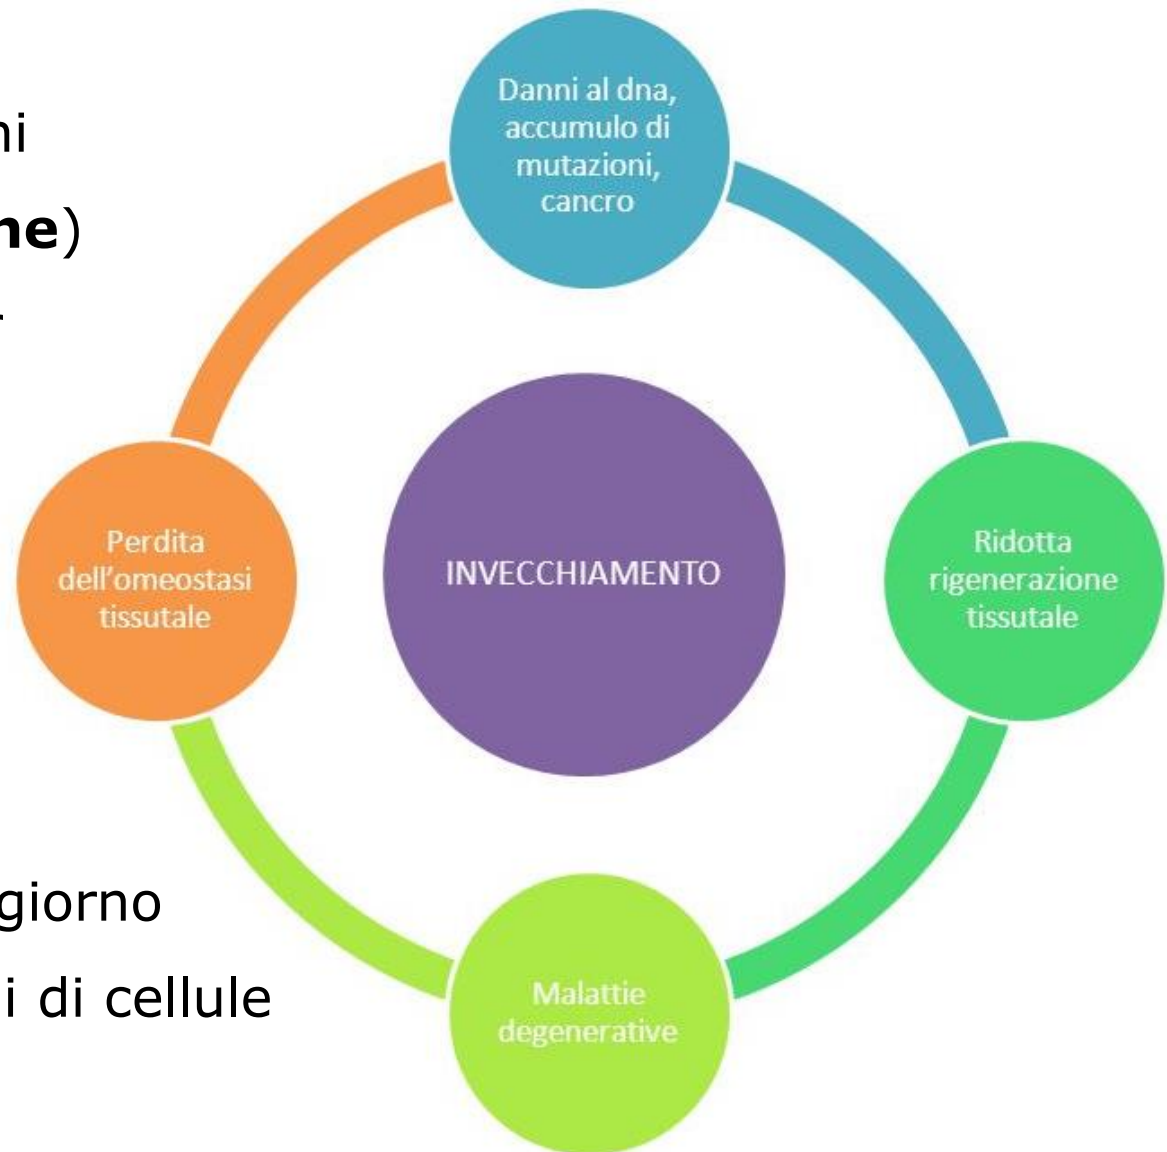 ni
ne)
giorno
i di cellule
Danni al dna,
accumulo di
mutazioni,
cancro
Perdita
dell'omeostasi
tissutale
INVECCHIAMENTO
Ridotta
rigenerazione
tissutale
Malattie
degenerative